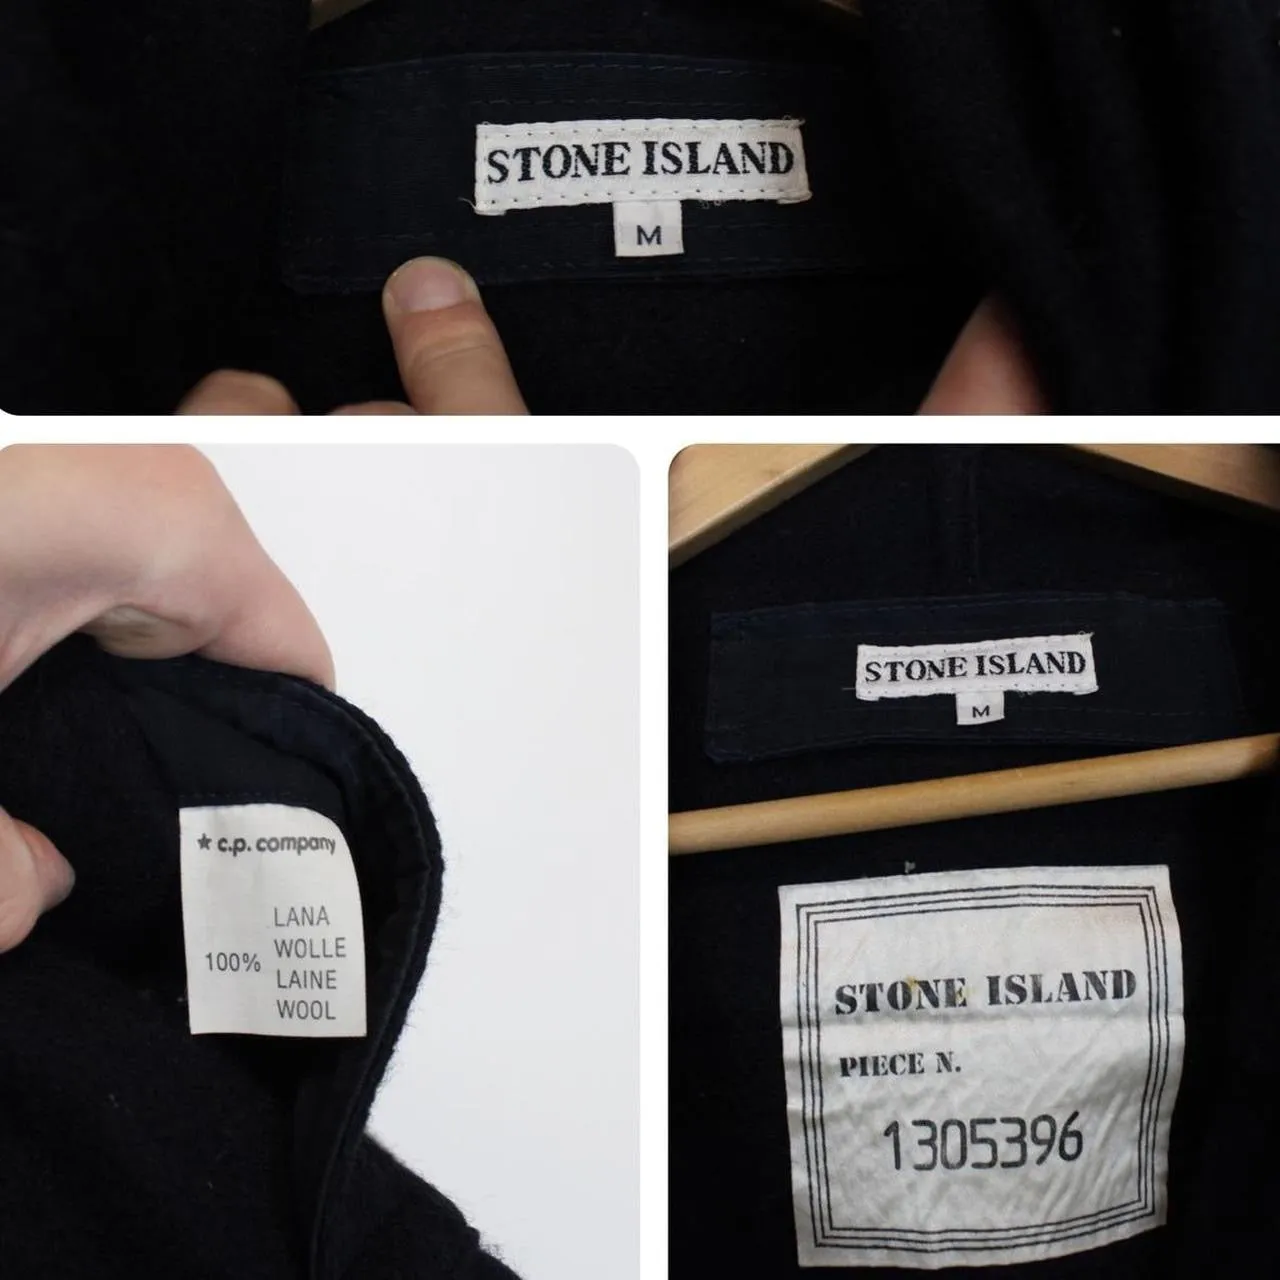 STONE ISLAND
M
★ c.p. company
100%
LANA
WOLLE
LAINE
WOOL
STONE ISLAND
M
STONE ISLAND
PIECE N.
1305396